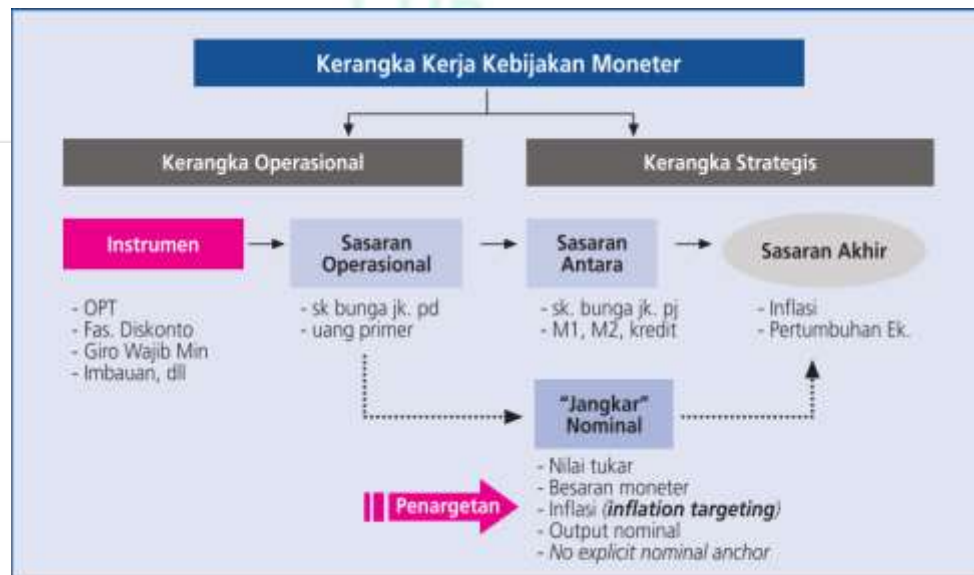 Kerangka Kerja Kebijakan Moneter
Kerangka Operasional
Kerangka Strategis
Instrumen
- OPT
- Fas. Diskonto
- Giro Wajib Min
- Imbauan, dll
Sasaran
Operasional
- sk bunga jk. pd
- uang primer
Sasaran
Antara
- sk. bunga jk. pj
- M1, M2, kredit
Sasaran Akhir
- Inflasi
- Pertumbuhan Ek.
"Jangkar"
Nominal
Penargetan
- Nilai tukar
- Besaran moneter
- Inflasi (inflation targeting)
- Output nominal
- No explicit nominal anchor